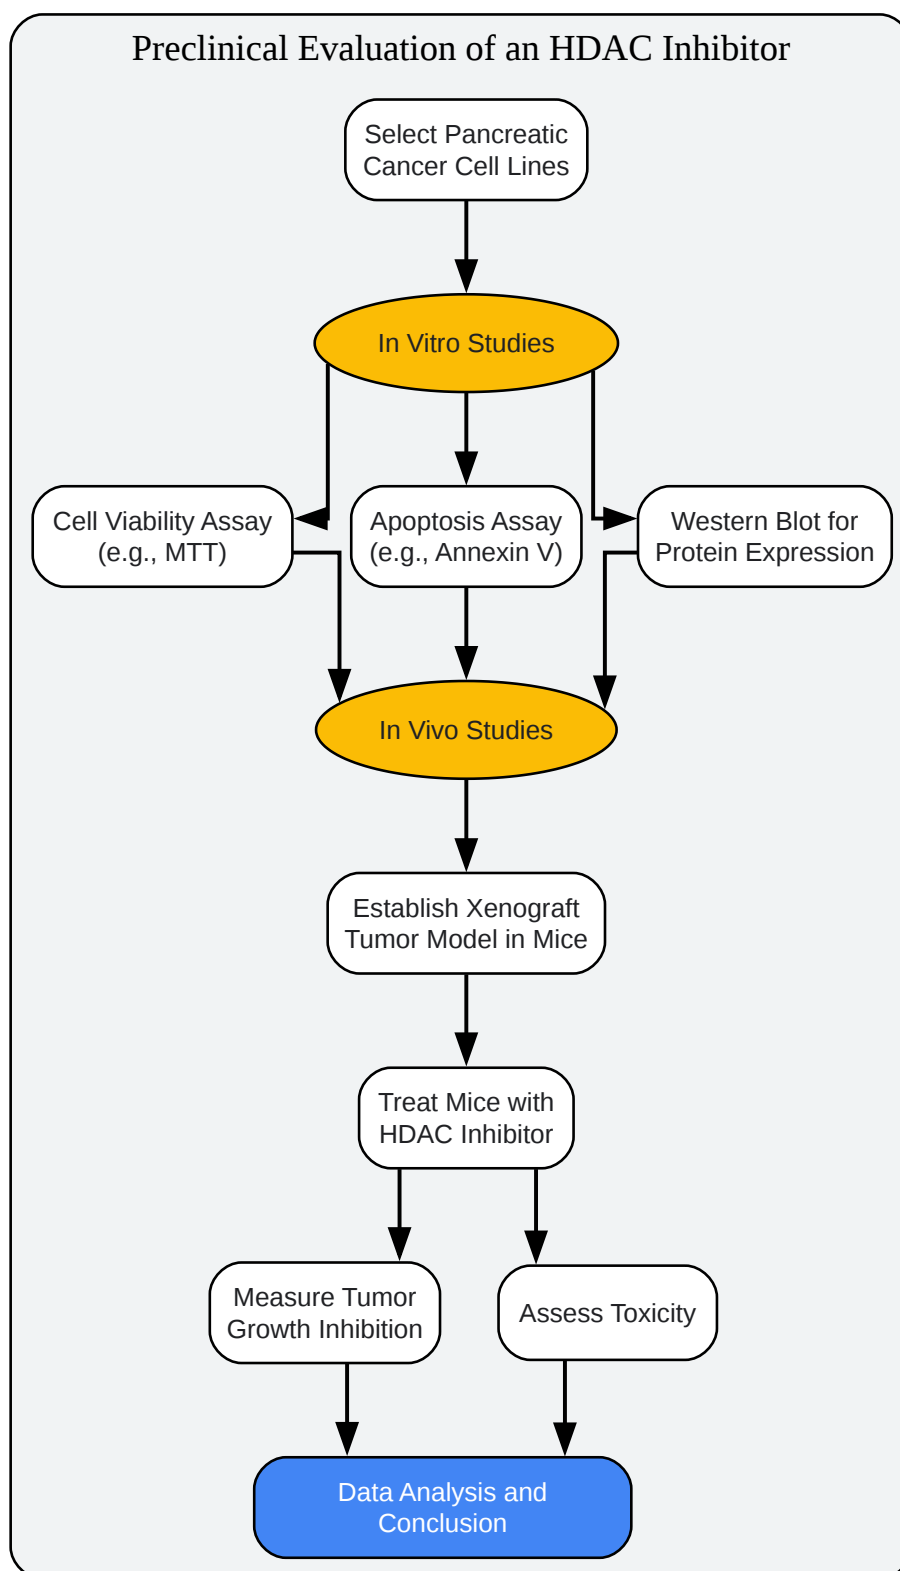 Preclinical Evaluation of an HDAC Inhibitor
Select Pancreatic
Cancer Cell Lines
In Vitro Studies
Cell Viability Assay
(e.g., MTT)
Apoptosis Assay
(e.g., Annexin V)
Western Blot for
Protein Expression
In Vivo Studies
Establish Xenograft
Tumor Model in Mice
Treat Mice with
HDAC Inhibitor
Measure Tumor
Growth Inhibition
Assess Toxicity
Data Analysis and
Conclusion